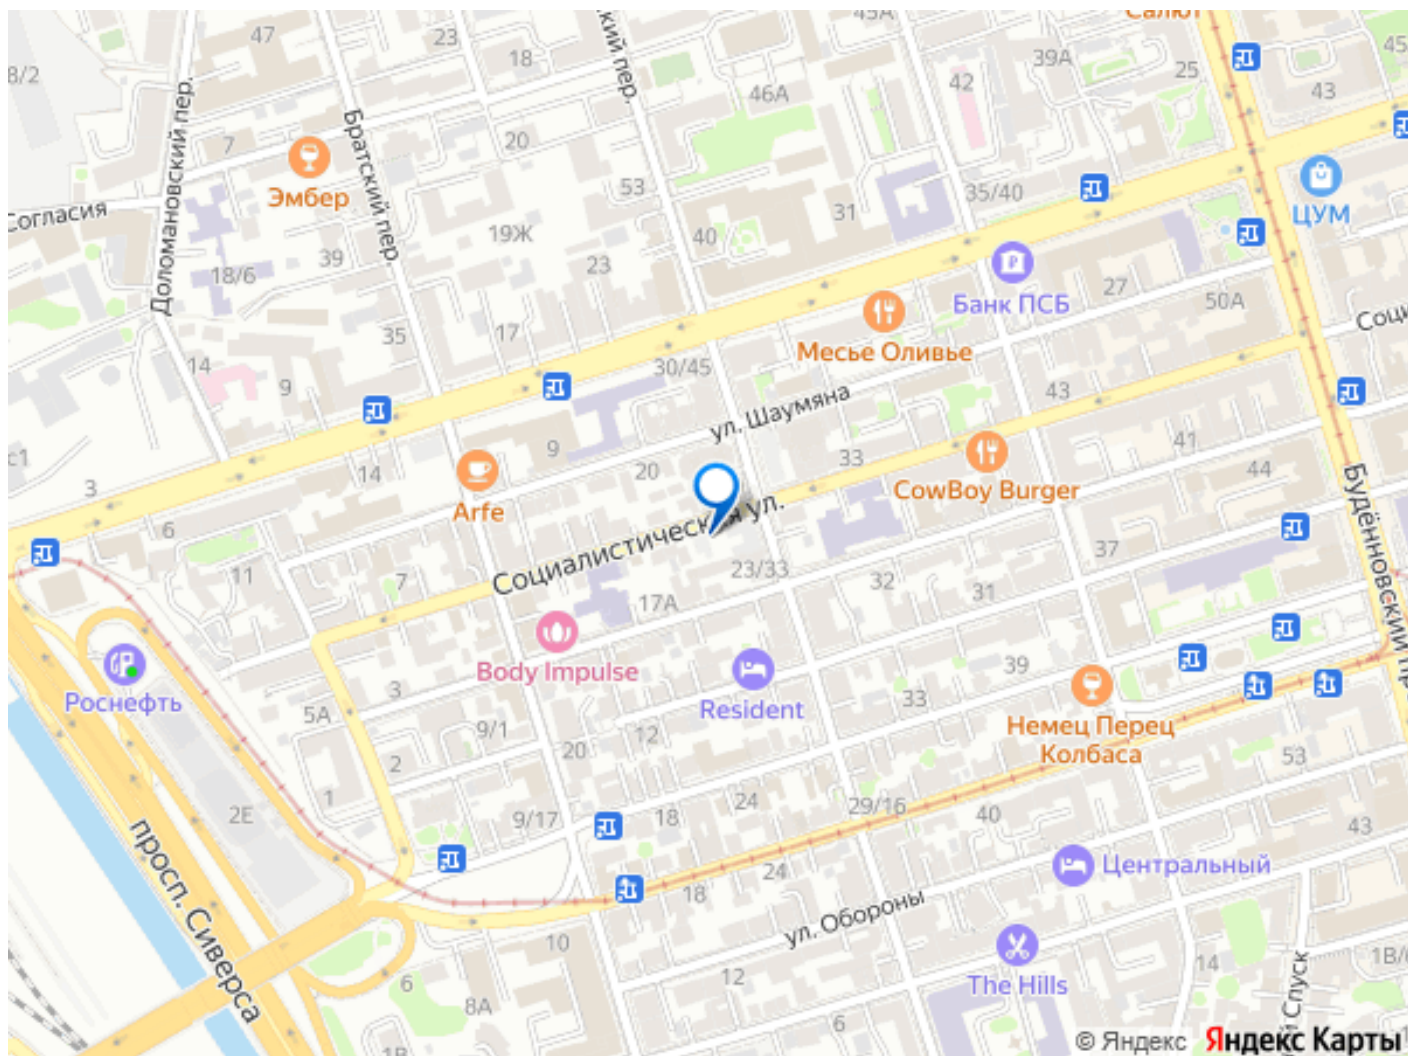 Салют
45А
47
23
18
ский пер.
8/2
39А
25
45
42
43
46А
Доломановский пер.
Братский пер.
7
20
Эмбер
53
35/40
ЦУМ
Согласия
31
19Ж
40
39
18/6
23
Банк ПСБ
27
50А
35
17
Соци
Месье Оливье
14
9
30/45
43
ул. Шаумяна
с1
9
41
14
20
33
44
3
CowBoy Burger
Arfe
Социалистическая ул.
Будённовский пр
6
11
7
37
23/33
32
31
17А
Body Impulse
Роснефть
3
39
5А
Resident
33
9/1
12
20
Немец Перец
Колбаса
2
53
1
24
29/16
2Е
9/17
18
40
43
просп. Сиверса
24
Центральный
18
ул. Обороны
10
The Hills
14
1В/6
й Спуск
12
6
8А
6
1В
© Яндекс Яндекс Карты